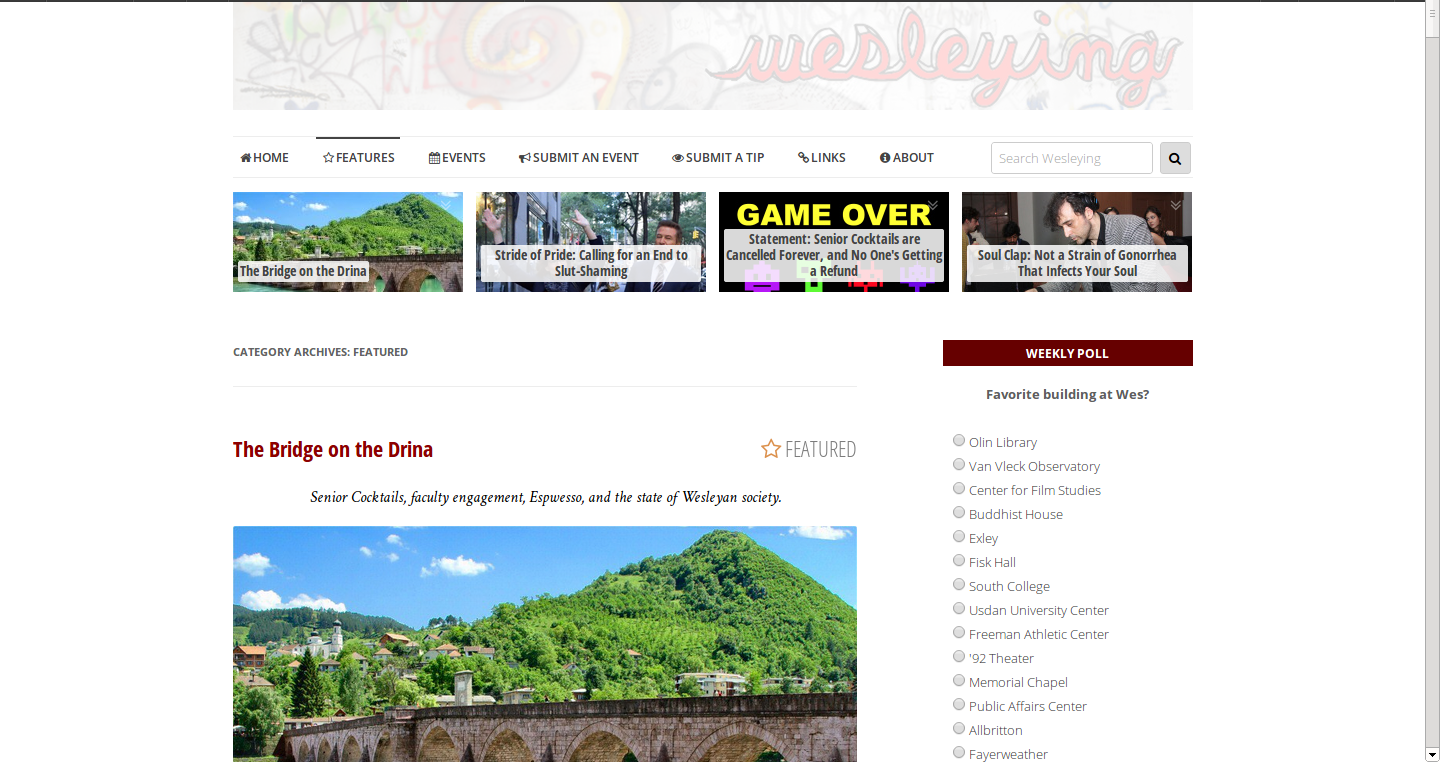 wesleying
HOME
FEATURES
EVENTS
SUBMIT AN EVENT
SUBMIT A TIP
LINKS
ABOUT
Search Wesleying
The Bridge on the Drina
Stride of Pride: Calling for an End to
Slut-Shaming
GAME OVER
Statement: Senior Cocktails are
Cancelled Forever, and No One's Getting
a Refund
Soul Clap: Not a Strain of Gonorrhea
That Infects Your Soul
CATEGORY ARCHIVES: FEATURED
The Bridge on the Drina
FEATURED
Senior Cocktails, faculty engagement, Espwesso, and the state of Wesleyan society.
WEEKLY POLL
Favorite building at Wes?
Olin Library
Van Vleck Observatory
Center for Film Studies
Buddhist House
Exley
Fisk Hall
South College
Usdan University Center
Freeman Athletic Center
'92 Theater
Memorial Chapel
Public Affairs Center
Allbritton
Fayerweather